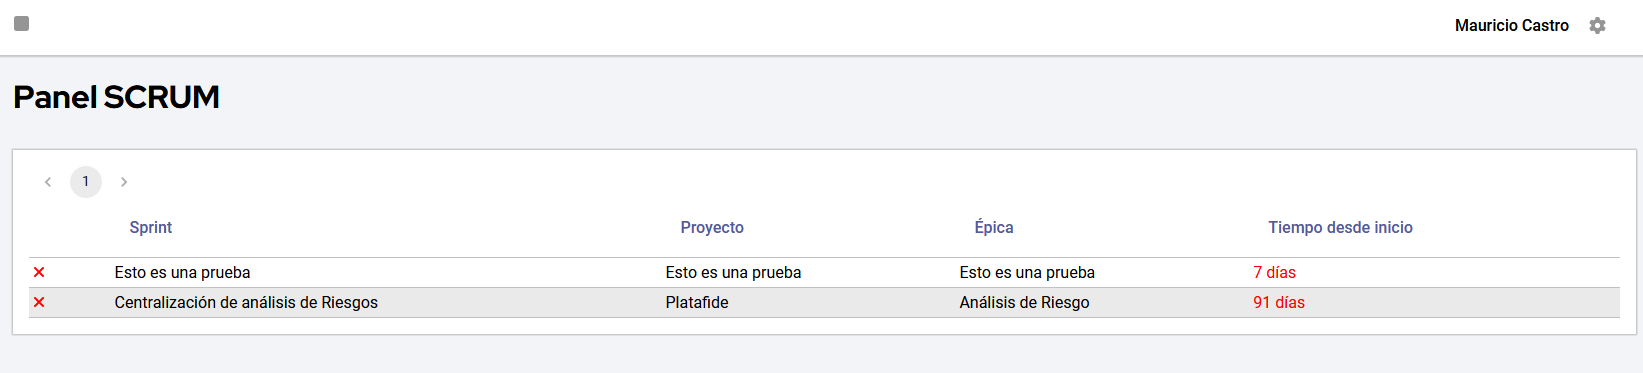 Mauricio Castro
Panel SCRUM
1
Sprint Proyecto Épica Tiempo desde inicio
Esto es una prueba Esto es una prueba Esto es una prueba 7 días
Centralización de análisis de Riesgos Platafide Análisis de Riesgo 91 días